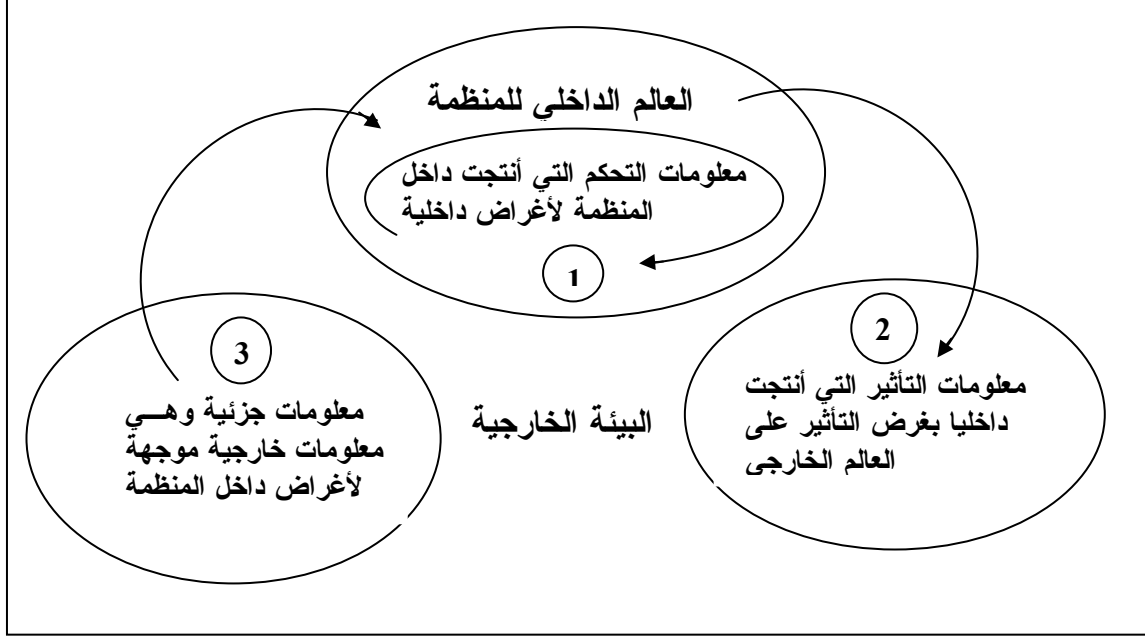 العالم الداخلي للمنظمة
معلومات التحكم التي أنتجت داخل
المنظمة لأغراض داخلية
1
2
معلومات التأثير التي أنتجت
داخليا بغرض التأثير على
العالم الخارجي
البيئة الخارجية
3
معلومات جزئية وهـــي
معلومات خارجية موجهة
لأغراض داخل المنظمة